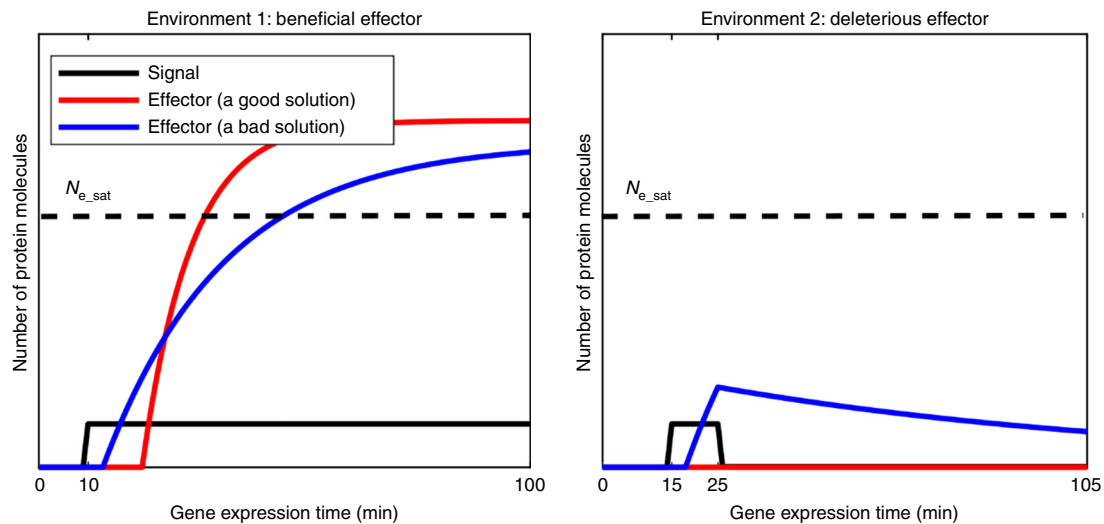 Environment 1: beneficial effector
Number of protein molecules
Signal
Effector (a good solution)
Effector (a bad solution)
Ne_sat
0
10
100
Gene expression time (min)
Environment 2: deleterious effector
Number of protein molecules
Ne_sat
0
15
25
105
Gene expression time (min)